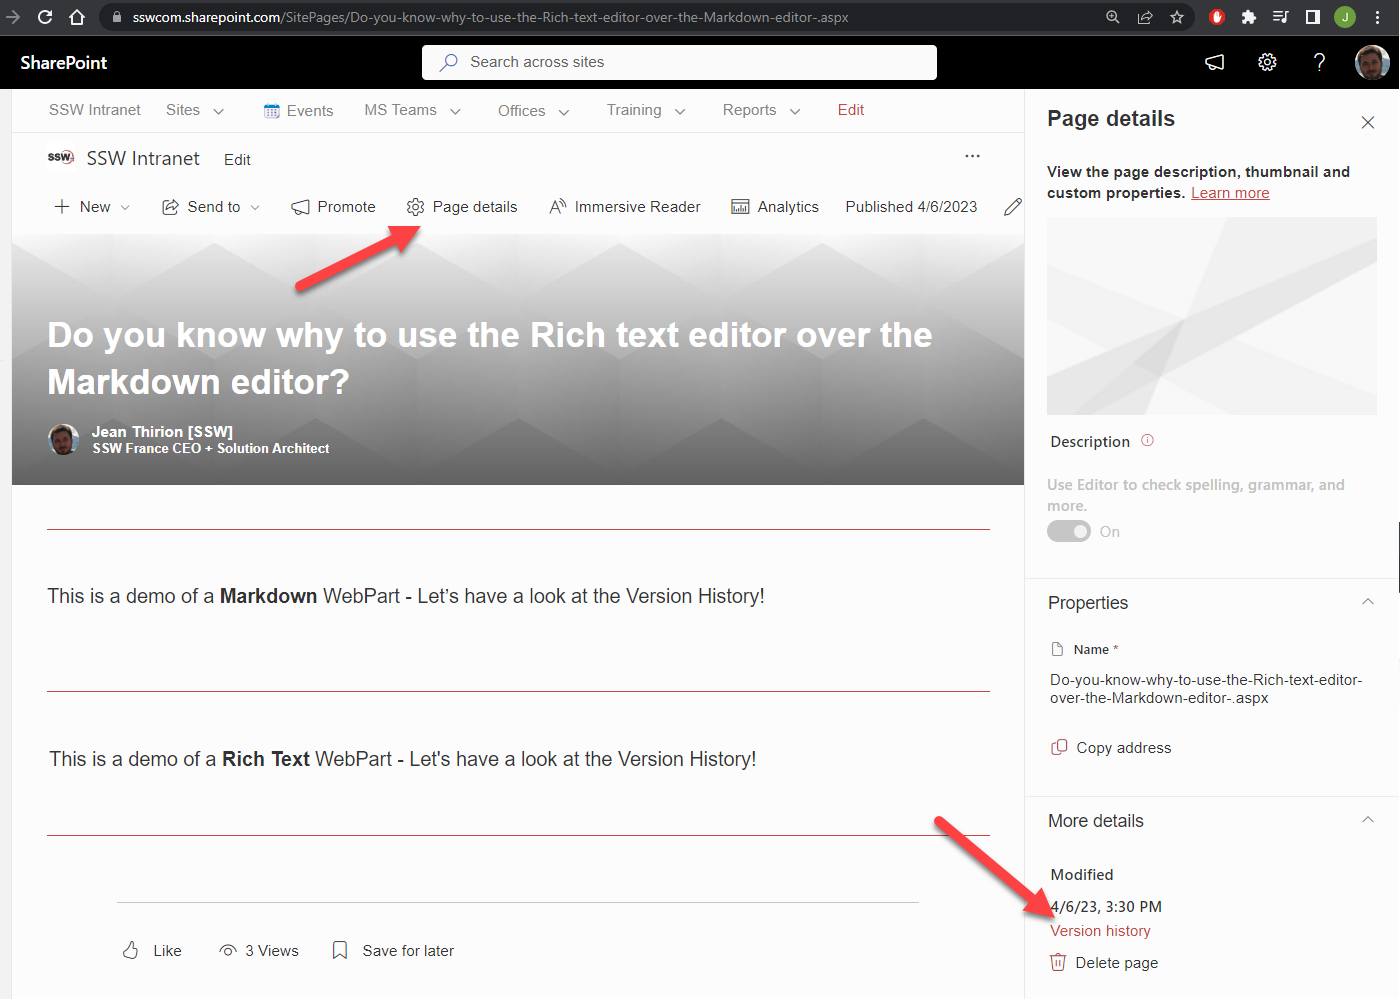 sswcom.sharepoint.com/SitePages/Do-you-know-why-to-use-the-Rich-text-editor-over-the-Markdown-editor-.aspx
J
SharePoint
Search across sites
SSW Intranet Sites Events MS Teams Offices Training Reports Edit
SSW SSW Intranet Edit
New Send to Promote Page details Immersive Reader Analytics Published 4/6/2023
Do you know why to use the Rich text editor over the
Markdown editor?
Jean Thirion [SSW]
SSW France CEO + Solution Architect
This is a demo of a Markdown WebPart - Let’s have a look at the Version History!
This is a demo of a Rich Text WebPart - Let's have a look at the Version History!
Like 3 Views Save for later
Page details
View the page description, thumbnail and
custom properties. Learn more
Description
Use Editor to check spelling, grammar, and
more.
On
Properties
Name *
Do-you-know-why-to-use-the-Rich-text-editor-
over-the-Markdown-editor-.aspx
Copy address
More details
Modified
4/6/23, 3:30 PM
Version history
Delete page